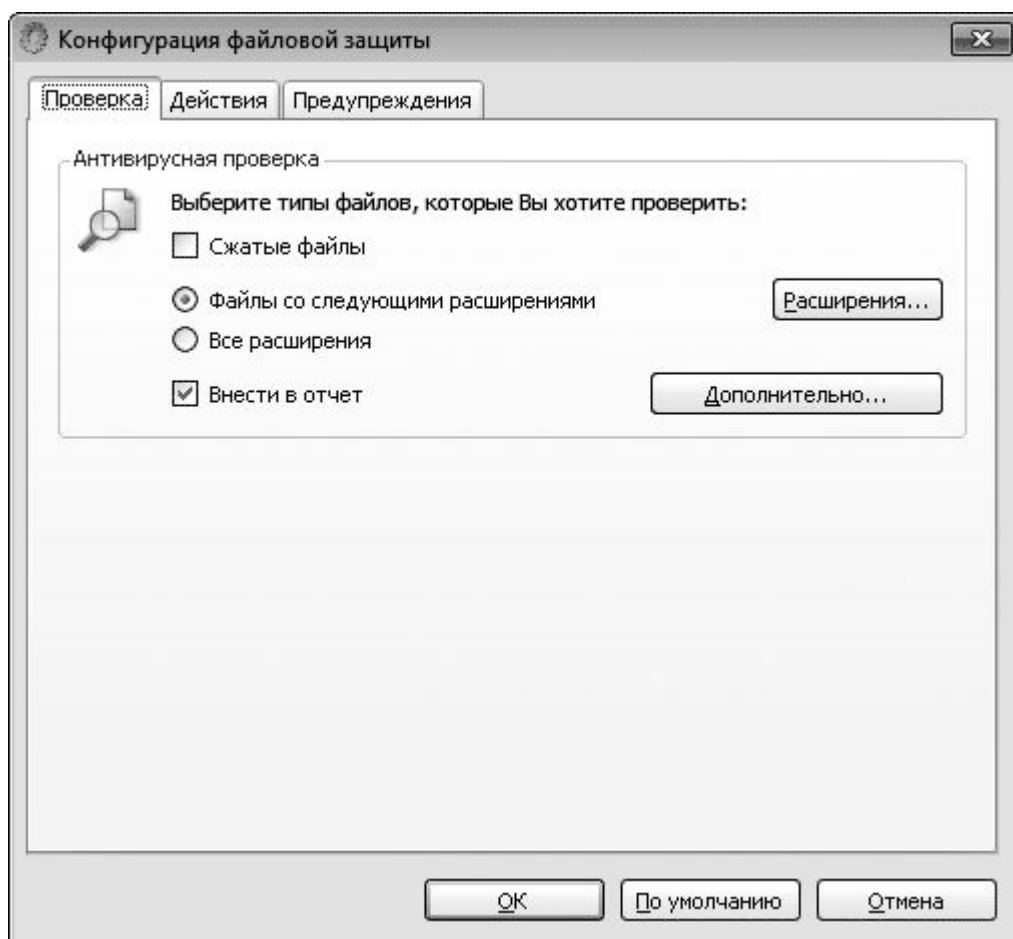 Конфигурация файловой защиты
Проверка Действия Предупреждения
Антивирусная проверка
Выберите типы файлов, которые Вы хотите проверить:
Сжатые файлы
Файлы со следующими расширениями Расширения...
Все расширения
Внести в отчет Дополнительно...
OK По умолчанию Отмена